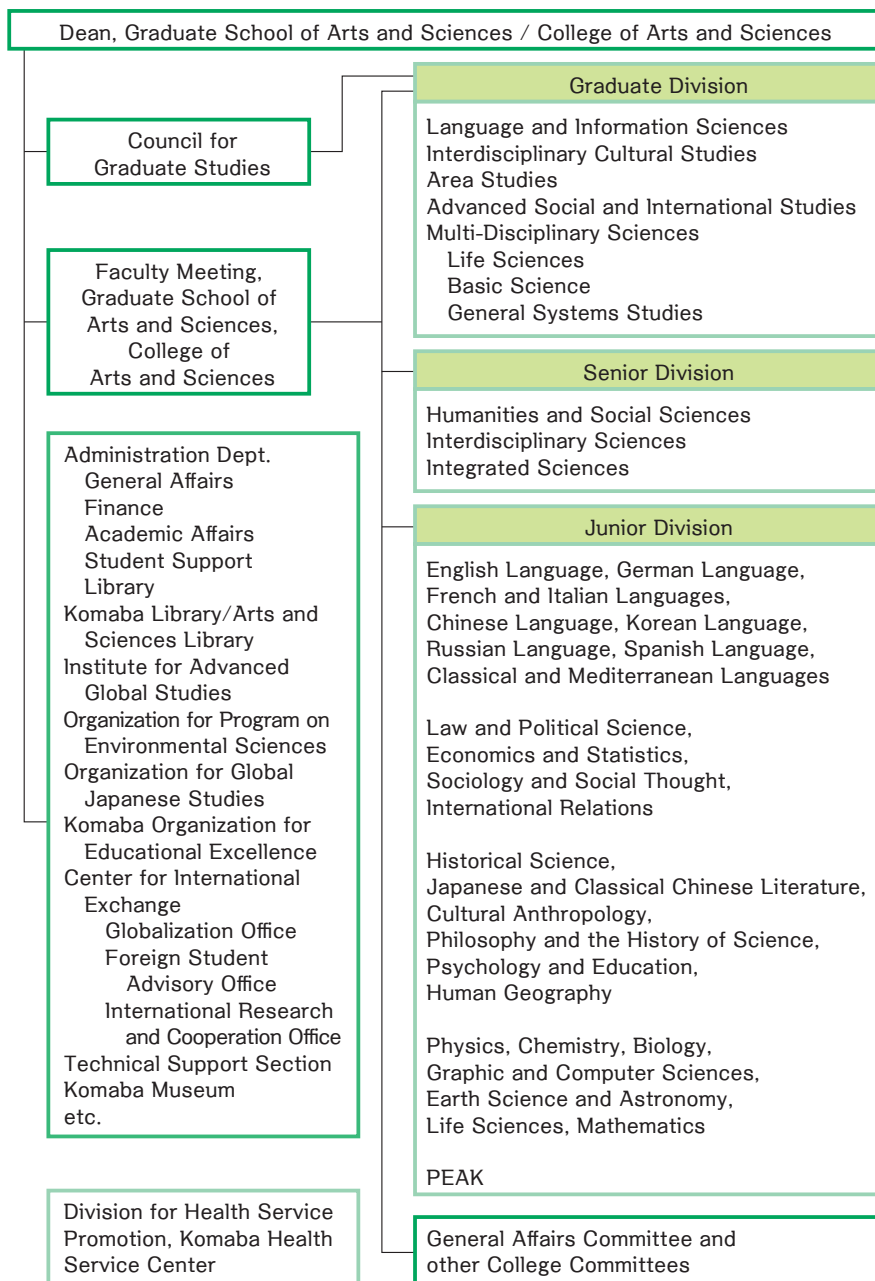 Dean, Graduate School of Arts and Sciences / College of Arts and Sciences
Council for
Graduate Studies
Faculty Meeting,
Graduate School of
Arts and Sciences,
College of
Arts and Sciences
Administration Dept.
General Affairs
Finance
Academic Affairs
Student Support
Library
Komaba Library/Arts and
Sciences Library
Institute for Advanced
Global Studies
Organization for Program on
Environmental Sciences
Organization for Global
Japanese Studies
Komaba Organization for
Educational Excellence
Center for International
Exchange
Globalization Office
Foreign Student
Advisory Office
International Research
and Cooperation Office
Technical Support Section
Komaba Museum
etc.
Division for Health Service
Promotion, Komaba Health
Service Center
Graduate Division
Language and Information Sciences
Interdisciplinary Cultural Studies
Area Studies
Advanced Social and International Studies
Multi-Disciplinary Sciences
Life Sciences
Basic Science
General Systems Studies
Senior Division
Humanities and Social Sciences
Interdisciplinary Sciences
Integrated Sciences
Junior Division
English Language, German Language,
French and Italian Languages,
Chinese Language, Korean Language,
Russian Language, Spanish Language,
Classical and Mediterranean Languages
Law and Political Science,
Economics and Statistics,
Sociology and Social Thought,
International Relations
Historical Science,
Japanese and Classical Chinese Literature,
Cultural Anthropology,
Philosophy and the History of Science,
Psychology and Education,
Human Geography
Physics, Chemistry, Biology,
Graphic and Computer Sciences,
Earth Science and Astronomy,
Life Sciences, Mathematics
PEAK
General Affairs Committee and
other College Committees